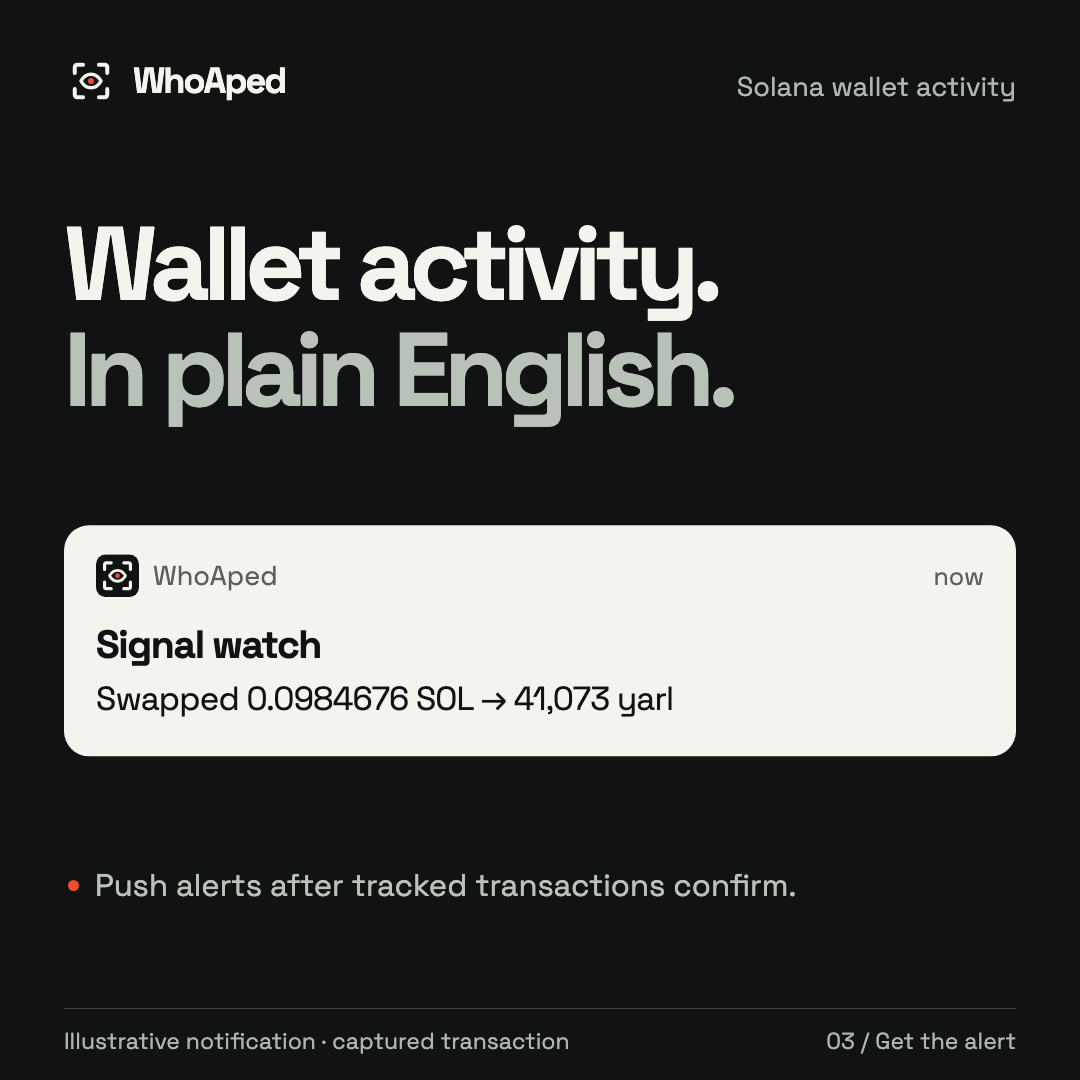 WhoAped
Solana wallet activity
Wallet activity.
In plain English.
WhoAped
now
Signal watch
Swapped 0.0984676 SOL → 41,073 yarl
• Push alerts after tracked transactions confirm.
Illustrative notification · captured transaction
03 / Get the alert